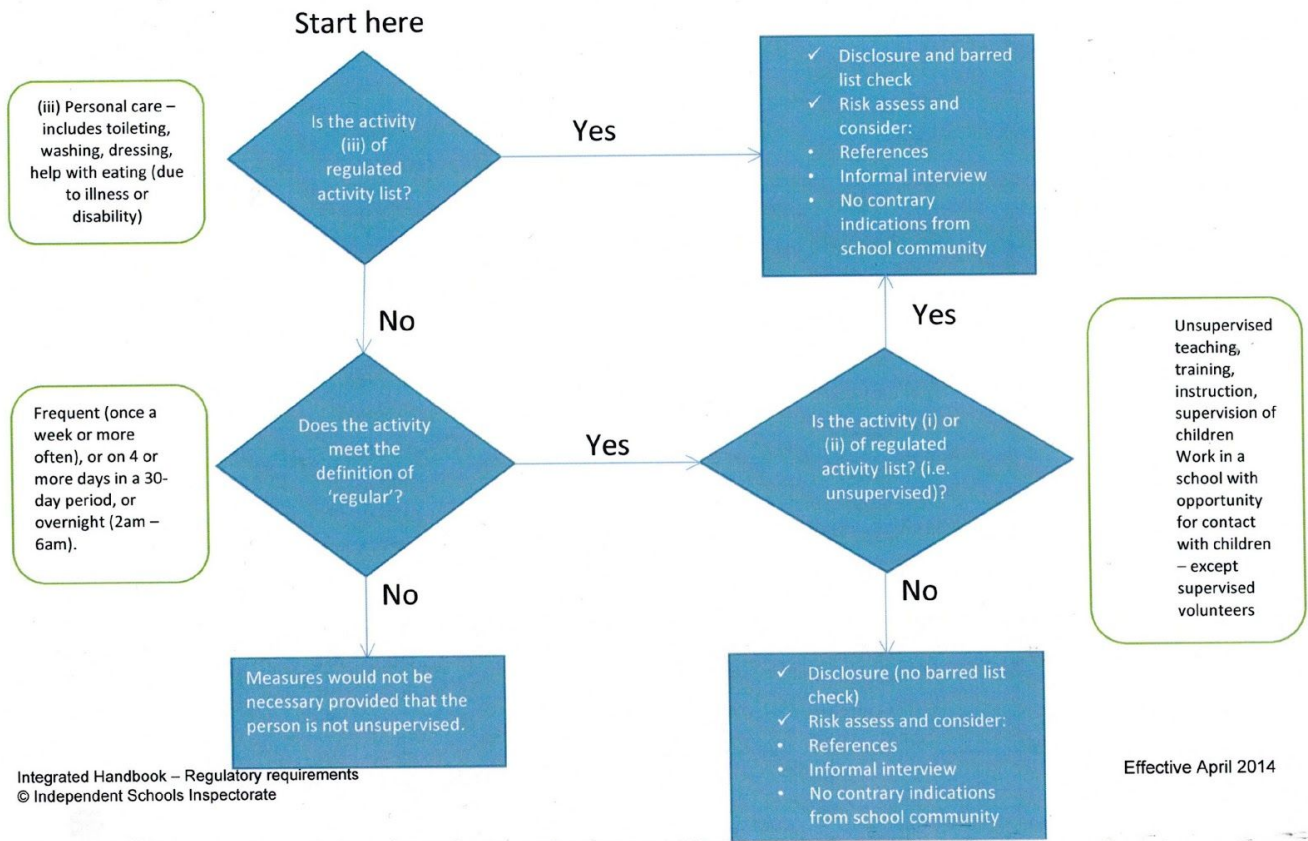 Start here
(iii) Personal care –
includes toileting,
washing, dressing,
help with eating (due
to illness or
disability)
Is the activity
(iii) of
regulated
activity list?
Yes
✓ Disclosure and barred
list check
✓ Risk assess and
consider:
• References
• Informal interview
• No contrary
indications from
school community
No
Yes
Frequent (once a
week or more
often), or on 4 or
more days in a 30-
day period, or
overnight (2am –
6am).
Does the activity
meet the
definition of
‘regular’?
Yes
Is the activity (i) or
(ii) of regulated
activity list? (i.e.
unsupervised)?
Unsupervised
teaching,
training,
instruction,
supervision of
children
Work in a
school with
opportunity
for contact
with children
– except
supervised
volunteers
No
No
Measures would not be
necessary provided that the
person is not unsupervised.
✓ Disclosure (no barred list
check)
✓ Risk assess and consider:
• References
• Informal interview
• No contrary indications
from school community
Integrated Handbook – Regulatory requirements
© Independent Schools Inspectorate
Effective April 2014